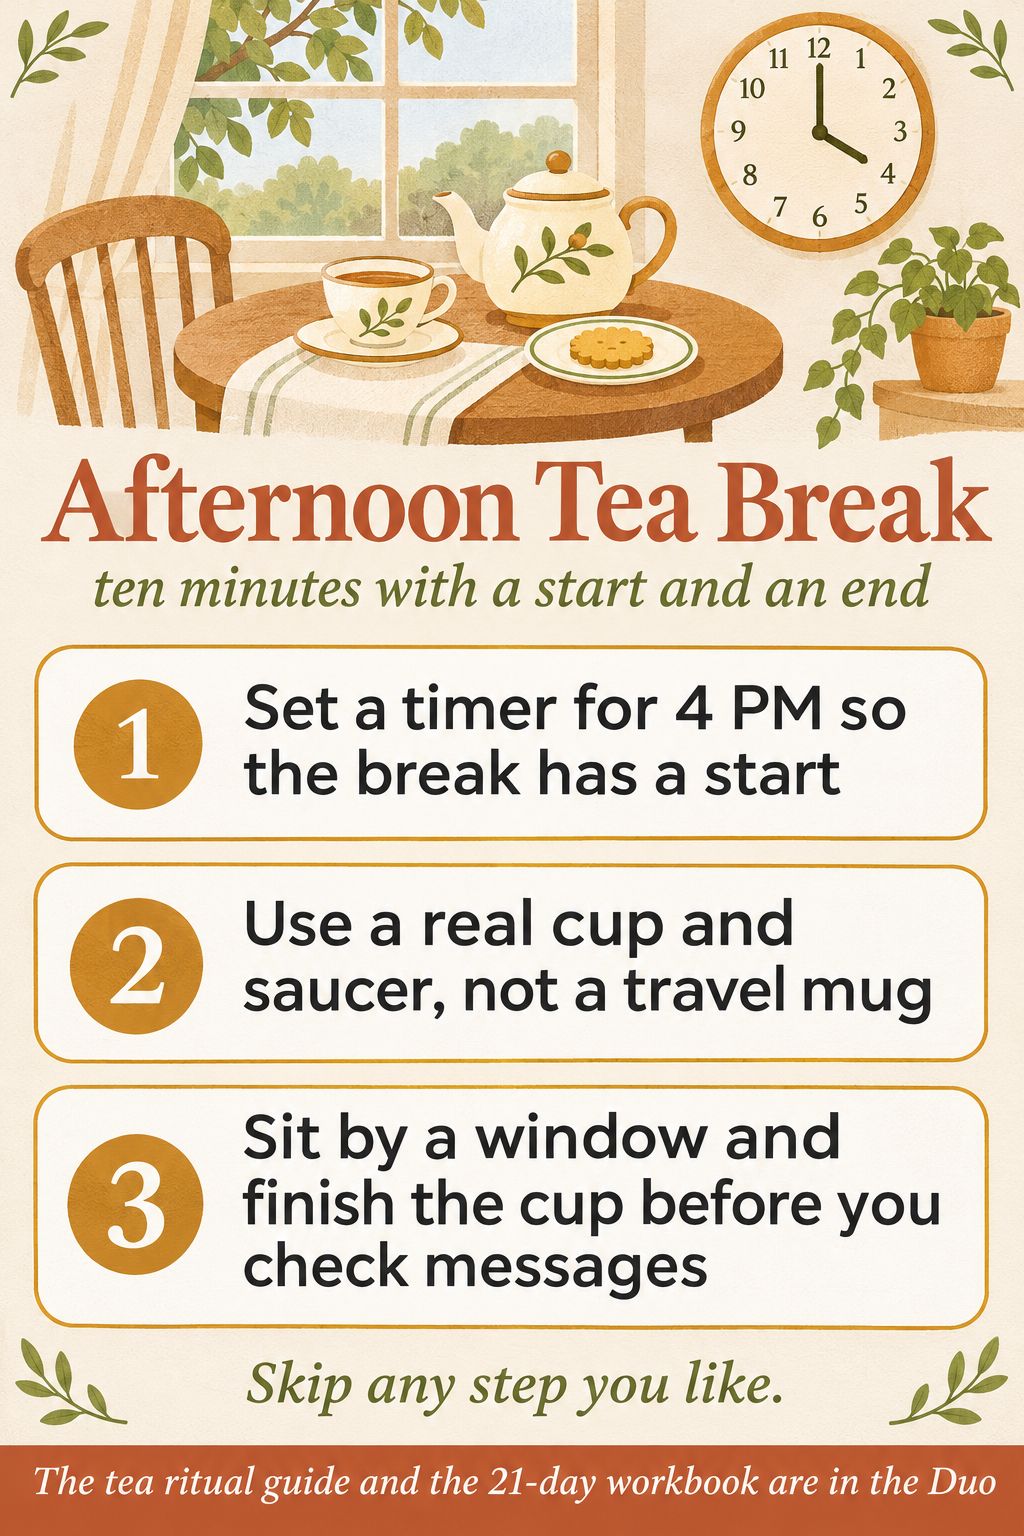 11 12 1
10 2
9 3
8 4
7 6 5
Afternoon Tea Break
ten minutes with a start and an end
1
Set a timer for 4 PM so
the break has a start
2
Use a real cup and
saucer, not a travel mug
3
Sit by a window and
finish the cup before you
check messages
Skip any step you like.
The tea ritual guide and the 21-day workbook are in the Duo